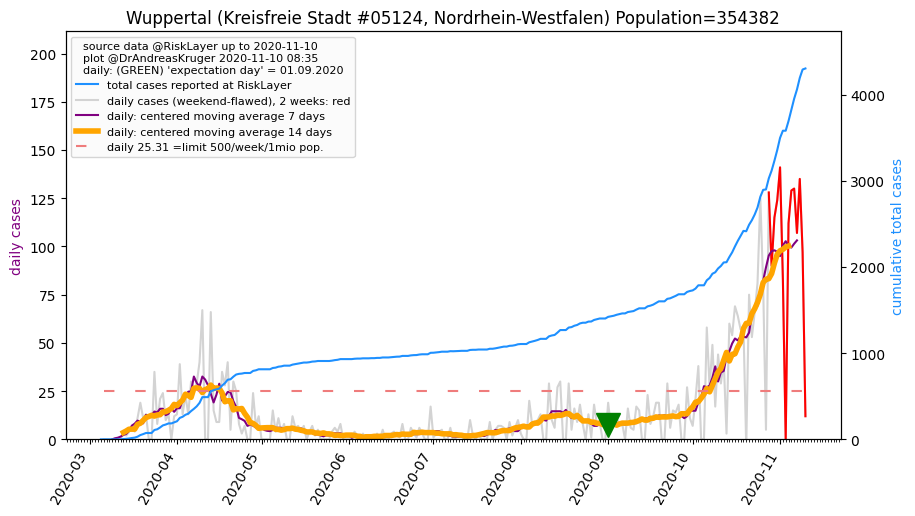 Wuppertal (Kreisfreie Stadt #05124, Nordrhein-Westfalen) Population=354382
source data @RiskLayer up to 2020-11-10
plot @DrAndreasKruger 2020-11-10 08:35
daily: (GREEN) 'expectation day' = 01.09.2020
total cases reported at RiskLayer
daily cases (weekend-flawed), 2 weeks: red
daily: centered moving average 7 days
daily: centered moving average 14 days
daily 25.31 =limit 500/week/1mio pop.
daily cases
200
175
150
125
100
75
50
25
0
cumulative total cases
4000
3000
2000
1000
0
2020-03
2020-04
2020-05
2020-06
2020-07
2020-08
2020-09
2020-10
2020-11